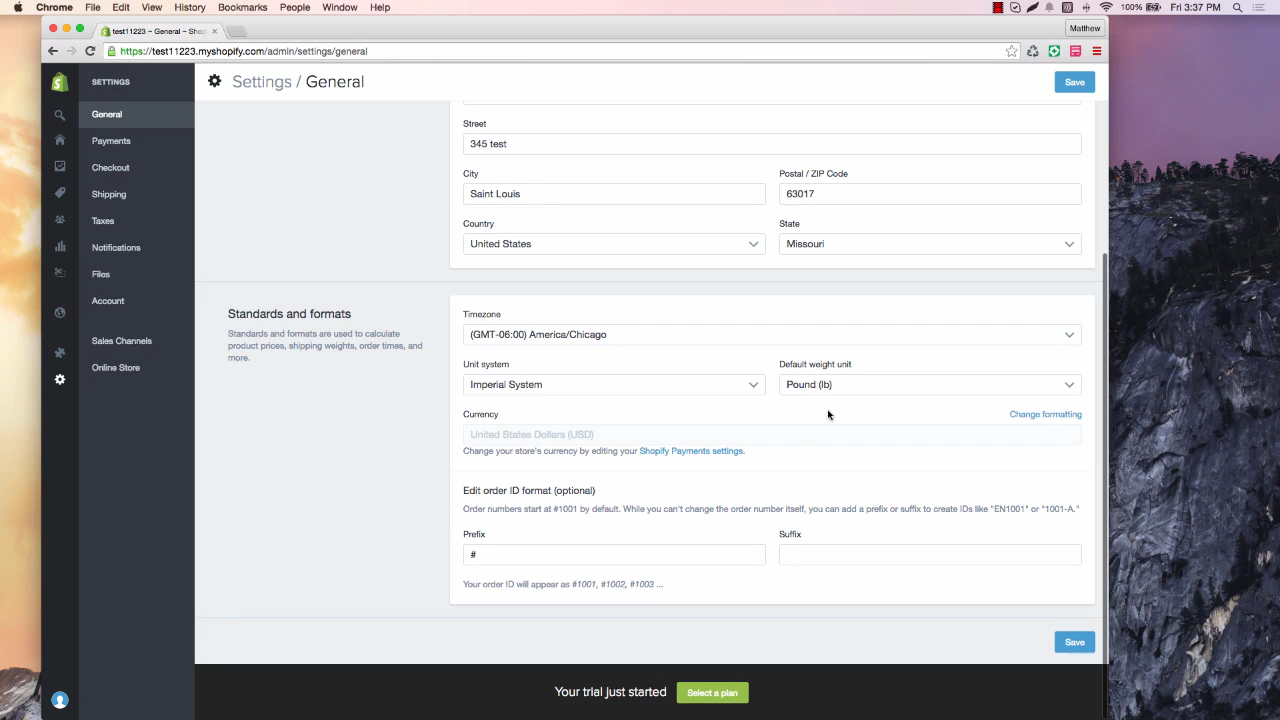 Chrome File Edit View History Bookmarks People Window Help 100% Fri 3:37 PM
test11223 ~ General ~ Shop
Matthew
https://test11223.myshopify.com/admin/settings/general
SETTINGS
Settings / General
Save
General
Payments
Checkout
Shipping
Taxes
Notifications
Files
Account
Sales Channels
Online Store
Street
345 test
City Postal / ZIP Code
Saint Louis 63017
Country State
United States Missouri
Standards and formats
Standards and formats are used to calculate
product prices, shipping weights, order times, and
more.
Timezone
(GMT-06:00) America/Chicago
Unit system Default weight unit
Imperial System Pound (lb)
Currency Change formatting
United States Dollars (USD)
Change your store's currency by editing your Shopify Payments settings.
Edit order ID format (optional)
Order numbers start at #1001 by default. While you can't change the order number itself, you can add a prefix or suffix to create IDs like "EN1001" or "1001-A."
Prefix Suffix
#
Your order ID will appear as #1001, #1002, #1003 ...
Save
Your trial just started Select a plan